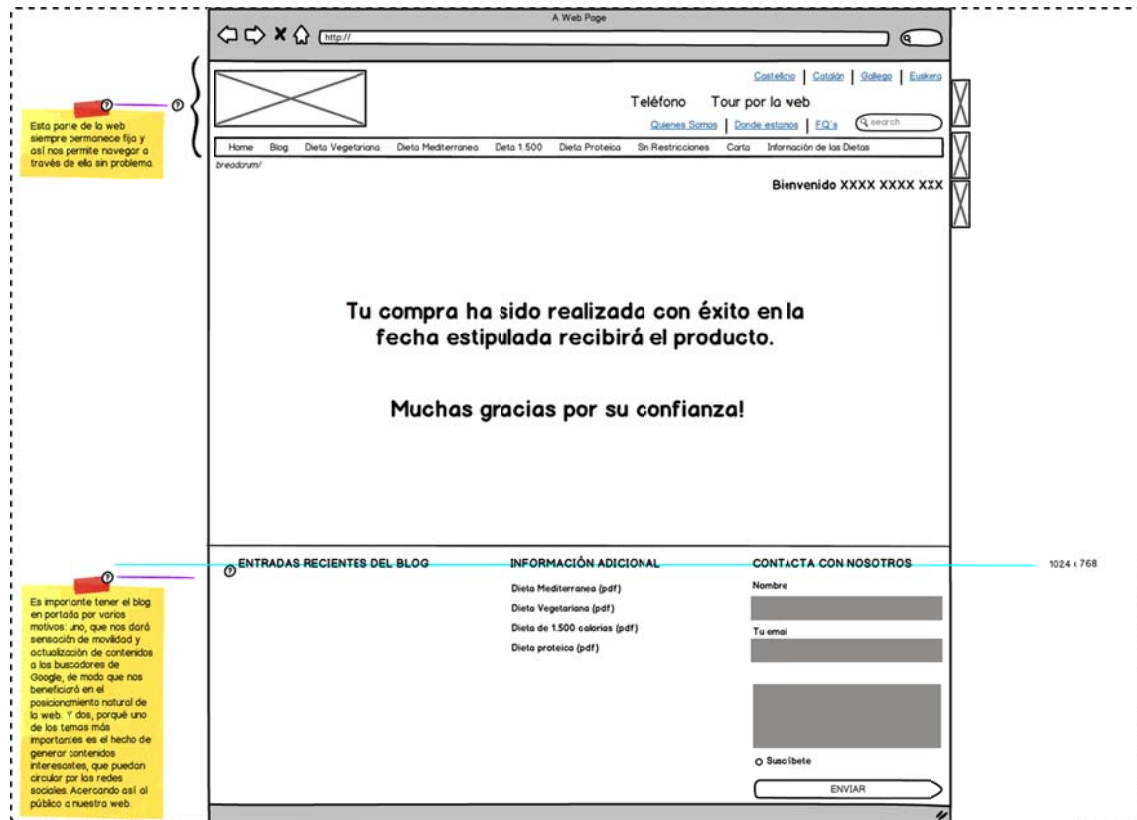 A Web Page
http://
Castellno | Catalán | Gallego | Euskera
Teléfono Tour por la web
Quienes Somos | Donde estanos | FQ's
search
Home Blog Dieta Vegetariana Dieta Mediterranea Deta 1.500 Dieta Proteica Sn Restricciones Carta Infornación de las Dietas
Bienvenido XXXX XXXX XXX
Esta parte de la web
siempre permanece fija y
así nos permite navegar a
través de ella sin problema.
Tu compra ha sido realizada con éxito en la
fecha estipulada recibirá el producto.
Muchas gracias por su confianza!
1024 x 768
ENTRADAS RECIENTES DEL BLOG
INFORMACIÓN ADICIONAL
Dieta Mediterranea (pdf)
Dieta Vegetariana (pdf)
Dieta de 1.500 calorias (pdf)
Dieta proteica (pdf)
CONTACTA CON NOSOTROS
Nombre
Tu emai
Suscíbete
ENVIAR
Es imporiante tener el blog
en portada por varios
motivos: uno, que nos dará
sensación de movilidad y
actualización de contenidos
a los buscadores de
Google, de modo que nos
beneficiará en el
posicionamiento natural de
la web. Y dos, porqué uno
de los temas más
importantes es el hecho de
generar contenidos
interesantes, que puedan
circular por las redes
sociales. Acercando así al
público a nuestra web.